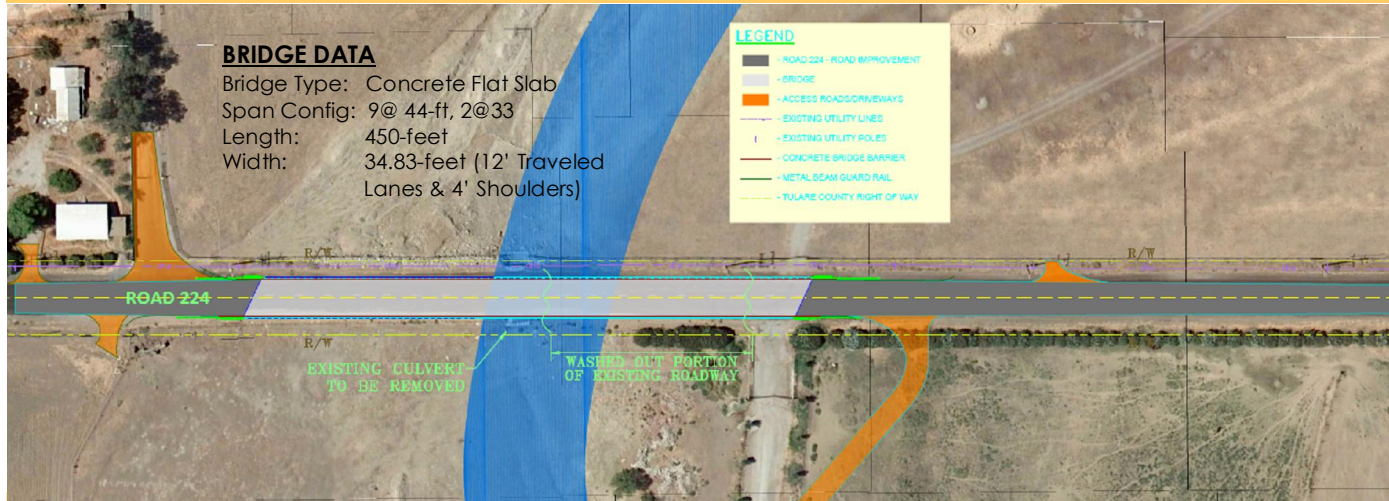 BRIDGE DATA
Bridge Type: Concrete Flat Slab
Span Config: 9@ 44-ft, 2@33
Length: 450-feet
Width: 34.83-feet (12' Traveled
Lanes & 4' Shoulders)
LEGEND
- ROAD 224 - ROAD IMPROVEMENT
- BRIDGE
- ACCESS ROADS/DRIVEWAYS
- EXISTING UTILITY LINES
- EXISTING UTILITY POLES
- CONCRETE BRIDGE BARRIER
- METAL BEAM GUARD RAIL
- TULARE COUNTY RIGHT OF WAY
R/W
R/W
ROAD 224
R/W
EXISTING CULVERT
TO BE REMOVED
WASHED OUT PORTION
OF EXISTING ROADWAY